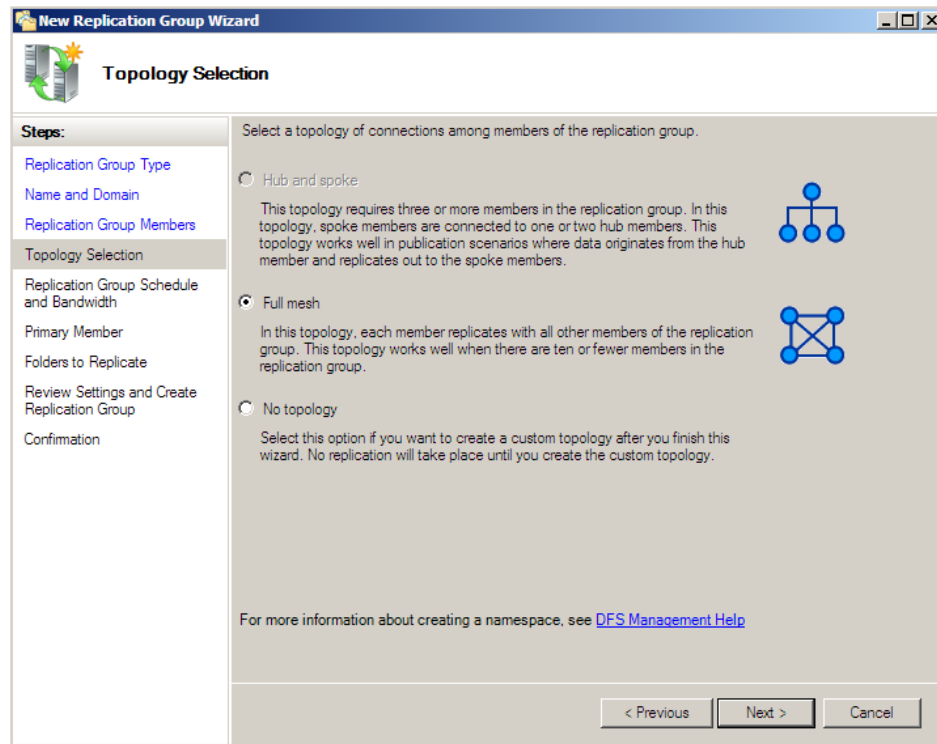 New Replication Group Wizard
Topology Selection
Steps:
Replication Group Type
Name and Domain
Replication Group Members
Topology Selection
Replication Group Schedule
and Bandwidth
Primary Member
Folders to Replicate
Review Settings and Create
Replication Group
Confirmation
Select a topology of connections among members of the replication group.
Hub and spoke
This topology requires three or more members in the replication group. In this
topology, spoke members are connected to one or two hub members. This
topology works well in publication scenarios where data originates from the hub
member and replicates out to the spoke members.
Full mesh
In this topology, each member replicates with all other members of the replication
group. This topology works well when there are ten or fewer members in the
replication group.
No topology
Select this option if you want to create a custom topology after you finish this
wizard. No replication will take place until you create the custom topology.
For more information about creating a namespace, see DFS Management Help
< Previous
Next >
Cancel